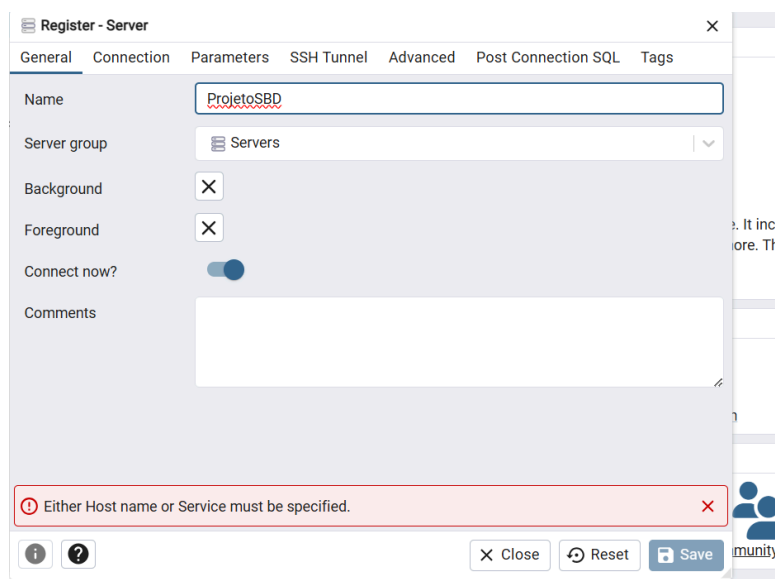 Register - Server
General Connection Parameters SSH Tunnel Advanced Post Connection SQL Tags
Name ProjetoSBD
Server group Servers
Background
Foreground
Connect now?
Comments
Either Host name or Service must be specified.
Close Reset Save